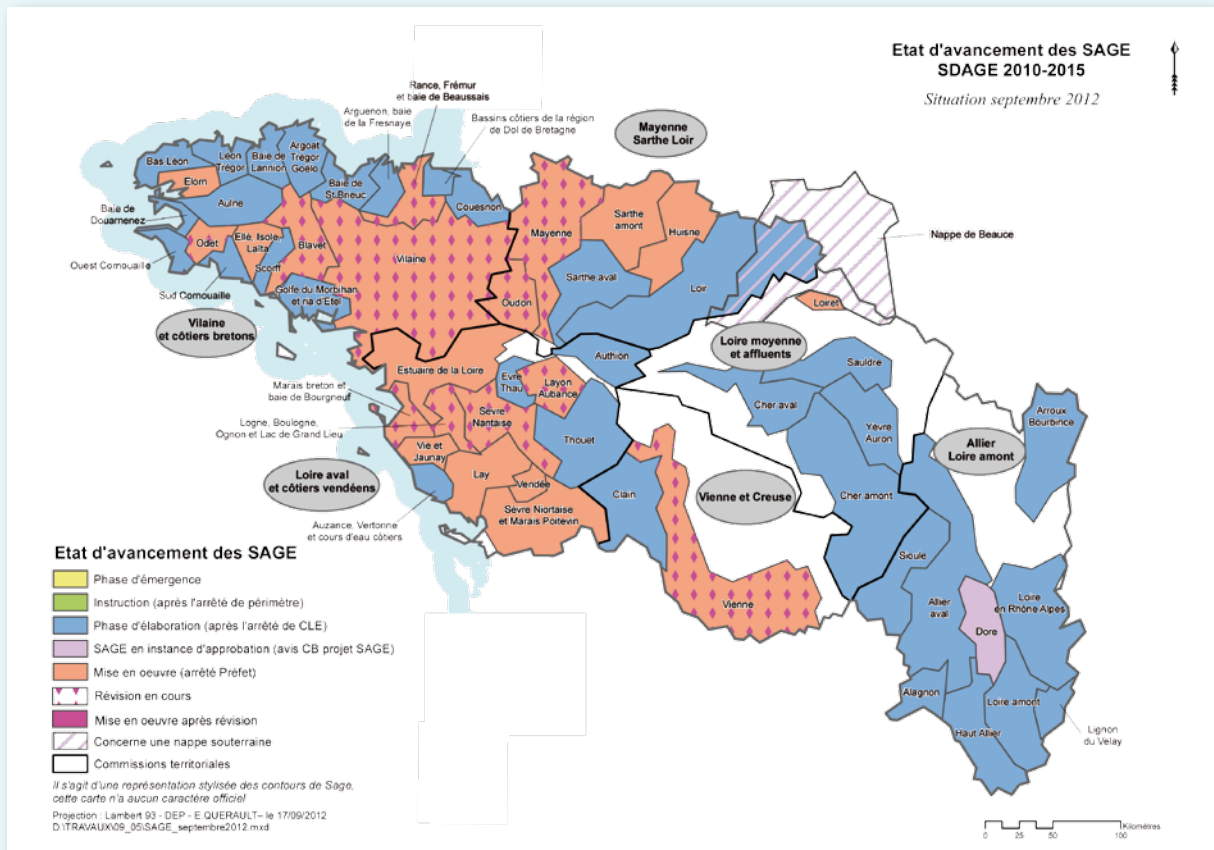 Etat d'avancement des SAGE
SDAGE 2010-2015
Situation septembre 2012
Rance, Frémur
et baie de Beaussais
Arguenon, baie
de la Fresnaye
Bassins côtiers de la région
de Dol de Bretagne
Mayenne
Sarthe Loir
Bas Léon
Léon
Trégor
Baie de
Lannion
Argoat
Trégor
Goëlo
Elorn
Aulne
Baie de
St Brieuc
Couesnon
Baie de
Douarnenez
Ouest Cornouaille
Odet
Ellé, Isole
Laïta
Scorff
Blavet
Vilaine
Sud Cornouaille
Golfe du Morbihan
et ria d'Etel
Vilaine
et côtiers bretons
Mayenne
Sarthe
amont
Huisne
Sarthe aval
Loir
Oudon
Nappe de Beauce
Loiret
Loire moyenne
et affluents
Estuaire de la Loire
Authion
Evre
Thau
Layon
Aubance
Sauldre
Cher aval
Yèvre
Auron
Arroux
Bourbince
Marais breton et
baie de Bourgneuf
Logne, Boulogne,
Ognon et Lac de Grand Lieu
Sèvre
Nantaise
Thouet
Vie et
Jaunay
Lay
Vendée
Loire aval
et côtiers vendéens
Allier
Loire amont
Auzance, Vertonne
et cours d'eau côtiers
Sèvre Niortaise
et Marais Poitevin
Clain
Vienne et Creuse
Cher amont
Sioule
Vienne
Allier
aval
Dore
Loire
en Rhône Alpes
Alagnon
Loire amont
Haut Allier
Lignon
du Velay
Etat d'avancement des SAGE
Phase d'émergence
Instruction (après l'arrêté de périmètre)
Phase d'élaboration (après l'arrêté de CLE)
SAGE en instance d'approbation (avis CB projet SAGE)
Mise en oeuvre (arrêté Préfet)
Révision en cours
Mise en oeuvre après révision
Concerne une nappe souterraine
Commissions territoriales
Il s'agit d'une représentation stylisée des contours de Sage,
cette carte n'a aucun caractère officiel
Projection : Lambert 93 - DEP - E.QUERAULT– le 17/09/2012
D:\TRAVAUX\09_05\SAGE_septembre2012.mxd
0 25 50 100 Kilomètres